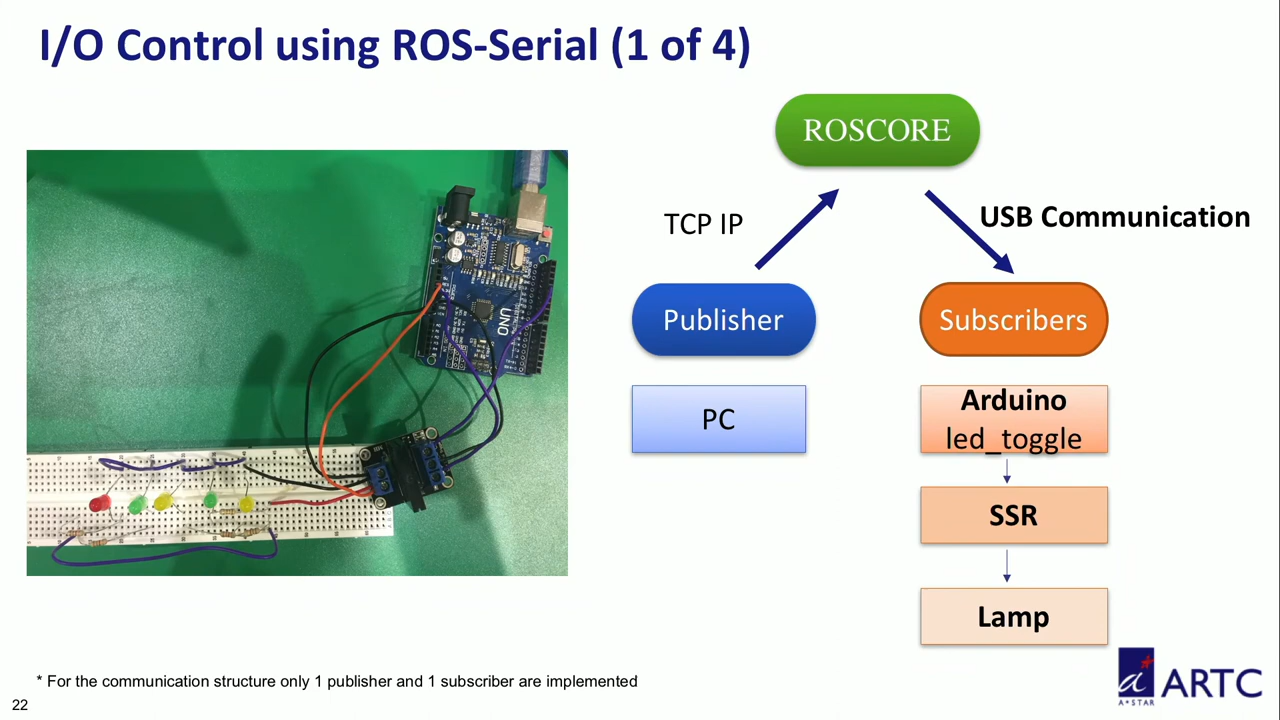 I/O Control using ROS-Serial (1 of 4)
ROSCORE
TCP IP
USB Communication
Publisher
Subscribers
PC
Arduino
led_toggle
SSR
Lamp
UNO
* For the communication structure only 1 publisher and 1 subscriber are implemented
22
A★STAR
ARTC